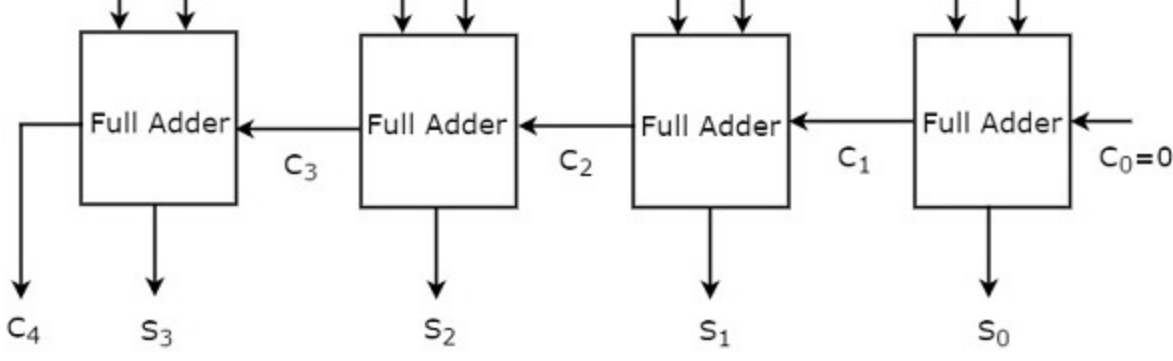 Full Adder Full Adder Full Adder Full Adder
C₃ C₂ C₁ C₀=0
C₄ S₃ S₂ S₁ S₀